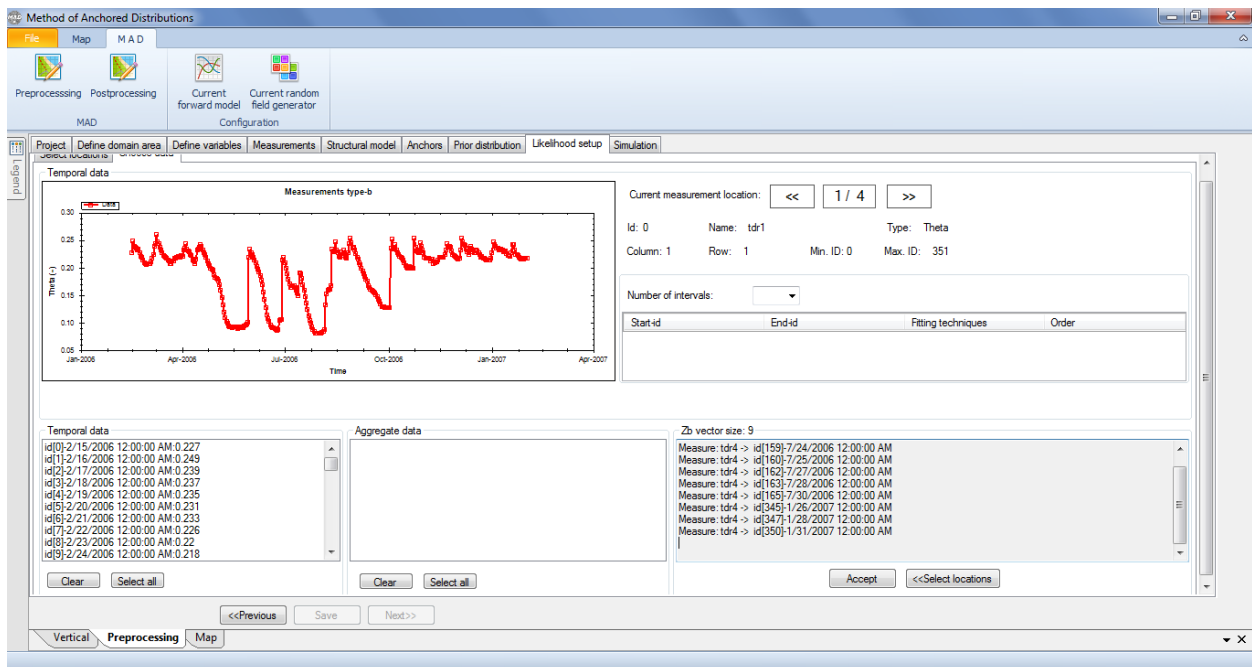 Method of Anchored Distributions
File Map M A D
Preprocesssing Postprocessing Current forward model Current random field generator
MAD Configuration
Legend
Project Define domain area Define variables Measurements Structural model Anchors Prior distribution Likelihood setup Simulation
Select locations Choose data
Temporal data
Measurements type-b
Data
0.30
0.25
0.20
0.15
0.10
0.05
Theta (-)
Jan-2006 Apr-2006 Jul-2006 Oct-2006 Jan-2007 Apr-2007
Time
Current measurement location: << 1 / 4 >>
Id: 0 Name: tdr1 Type: Theta
Column: 1 Row: 1 Min. ID: 0 Max. ID: 351
Number of intervals:
Start-id End-id Fitting techniques Order
Temporal data
id[0]-2/15/2006 12:00:00 AM:0.227
id[1]-2/16/2006 12:00:00 AM:0.249
id[2]-2/17/2006 12:00:00 AM:0.239
id[3]-2/18/2006 12:00:00 AM:0.237
id[4]-2/19/2006 12:00:00 AM:0.235
id[5]-2/20/2006 12:00:00 AM:0.231
id[6]-2/21/2006 12:00:00 AM:0.233
id[7]-2/22/2006 12:00:00 AM:0.226
id[8]-2/23/2006 12:00:00 AM:0.22
id[9]-2/24/2006 12:00:00 AM:0.218
Clear Select all
Aggregate data
Clear Select all
Zb vector size: 9
Measure: tdr4 -> id[159]-7/24/2006 12:00:00 AM
Measure: tdr4 -> id[160]-7/25/2006 12:00:00 AM
Measure: tdr4 -> id[162]-7/27/2006 12:00:00 AM
Measure: tdr4 -> id[163]-7/28/2006 12:00:00 AM
Measure: tdr4 -> id[165]-7/30/2006 12:00:00 AM
Measure: tdr4 -> id[345]-1/26/2007 12:00:00 AM
Measure: tdr4 -> id[347]-1/28/2007 12:00:00 AM
Measure: tdr4 -> id[350]-1/31/2007 12:00:00 AM
Accept <<Select locations
<<Previous Save Next>>
Vertical Preprocessing Map